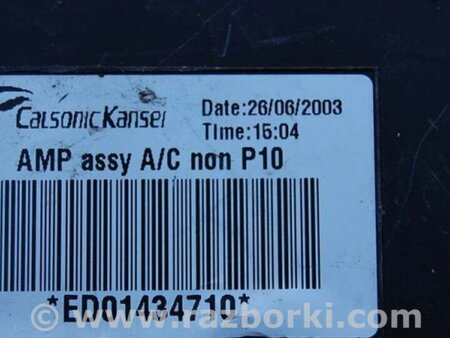 CalsonicKansei Date:26/06/2003
Time:15:04
AMP assy A/C non P10
*ED01434710*
© www.razborki.com